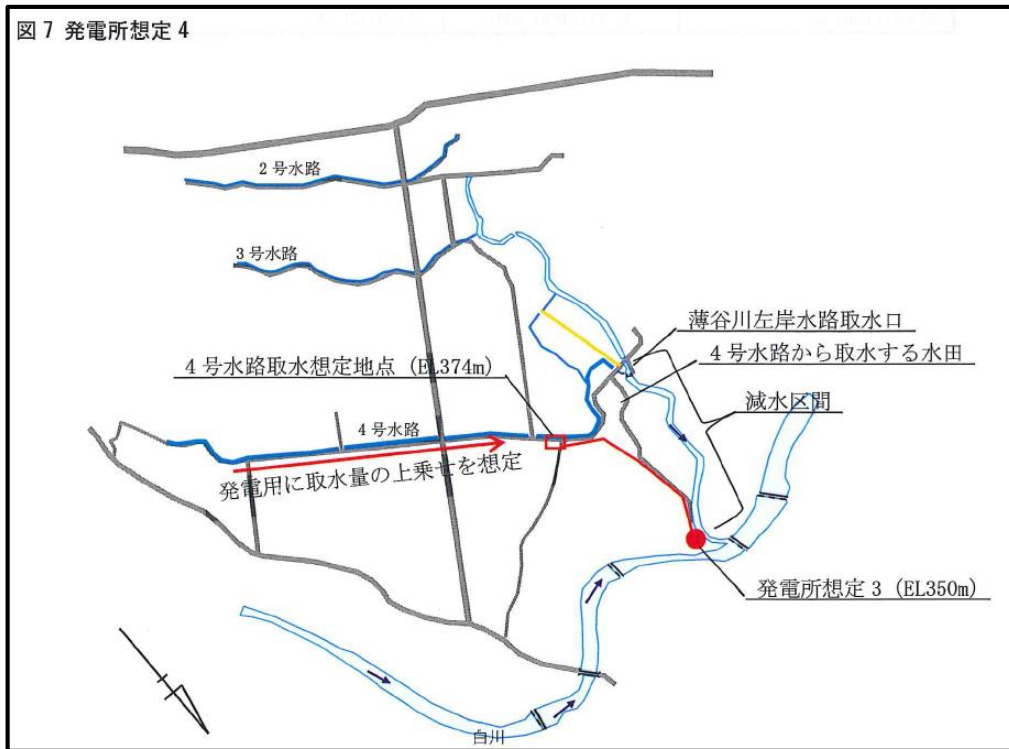 図7 発電所想定4
2号水路
3号水路
薄谷川左岸水路取水口
4号水路取水想定地点（EL374m）
4号水路から取水する水田
減水区間
4号水路
発電用に取水量の上乗せを想定
発電所想定3（EL350m）
白川